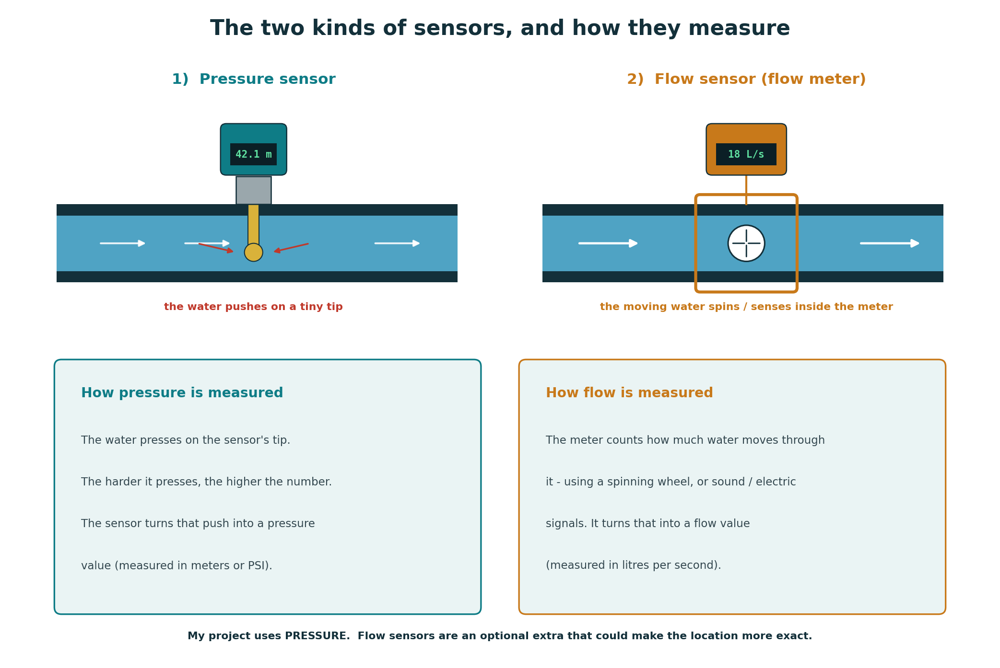 The two kinds of sensors, and how they measure
1)  Pressure sensor
42.1 m
the water pushes on a tiny tip
2)  Flow sensor (flow meter)
18 L/s
the moving water spins / senses inside the meter
How pressure is measured
The water presses on the sensor's tip.
The harder it presses, the higher the number.
The sensor turns that push into a pressure
value (measured in meters or PSI).
How flow is measured
The meter counts how much water moves through
it - using a spinning wheel, or sound / electric
signals. It turns that into a flow value
(measured in litres per second).
My project uses PRESSURE.  Flow sensors are an optional extra that could make the location more exact.